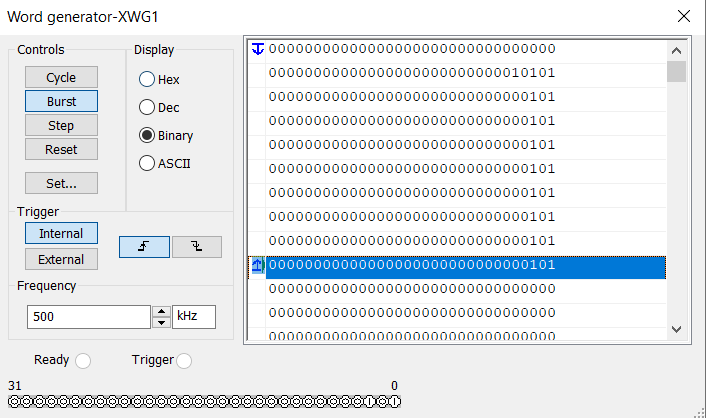 Word generator-XWG1
Controls
Cycle
Burst
Step
Reset
Set...
Display
Hex
Dec
Binary
ASCII
Trigger
Internal
External
Frequency
500
kHz
Ready
Trigger
31
0
00000000000000000000000000000000
00000000000000000000000000010101
00000000000000000000000000000101
00000000000000000000000000000101
00000000000000000000000000000101
00000000000000000000000000000101
00000000000000000000000000000101
00000000000000000000000000000101
00000000000000000000000000000101
00000000000000000000000000000101
00000000000000000000000000000000
00000000000000000000000000000000
00000000000000000000000000000000